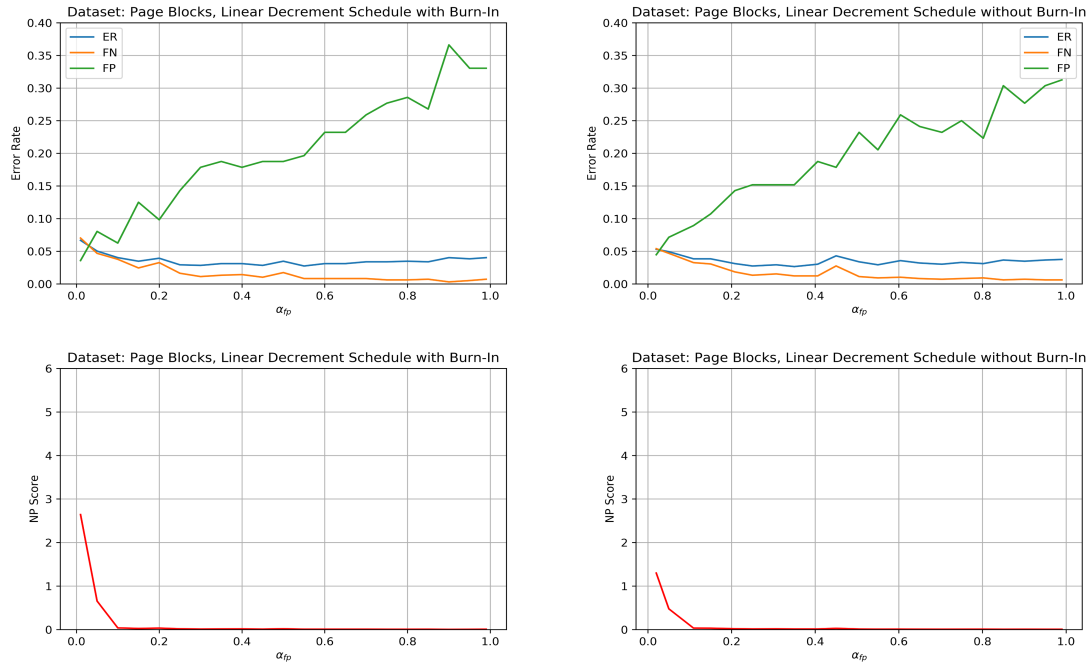 Dataset: Page Blocks, Linear Decrement Schedule with Burn-In
0.40
0.35
0.30
0.25
0.20
0.15
0.10
0.05
0.00
Error Rate
ER
FN
FP
0.0 0.2 0.4 0.6 0.8 1.0
α_fp
Dataset: Page Blocks, Linear Decrement Schedule without Burn-In
0.40
0.35
0.30
0.25
0.20
0.15
0.10
0.05
0.00
Error Rate
ER
FN
FP
0.0 0.2 0.4 0.6 0.8 1.0
α_fp
Dataset: Page Blocks, Linear Decrement Schedule with Burn-In
6
5
4
3
2
1
0
NP Score
0.0 0.2 0.4 0.6 0.8 1.0
α_fp
Dataset: Page Blocks, Linear Decrement Schedule without Burn-In
6
5
4
3
2
1
0
NP Score
0.0 0.2 0.4 0.6 0.8 1.0
α_fp